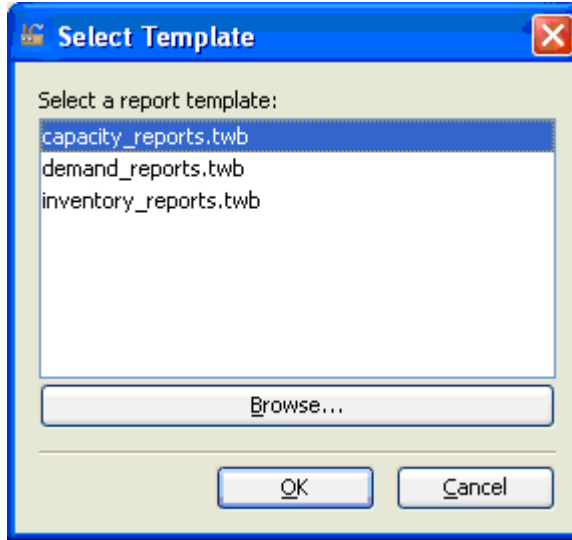 Select Template
Select a report template:
capacity_reports.twb
demand_reports.twb
inventory_reports.twb
Browse...
OK
Cancel